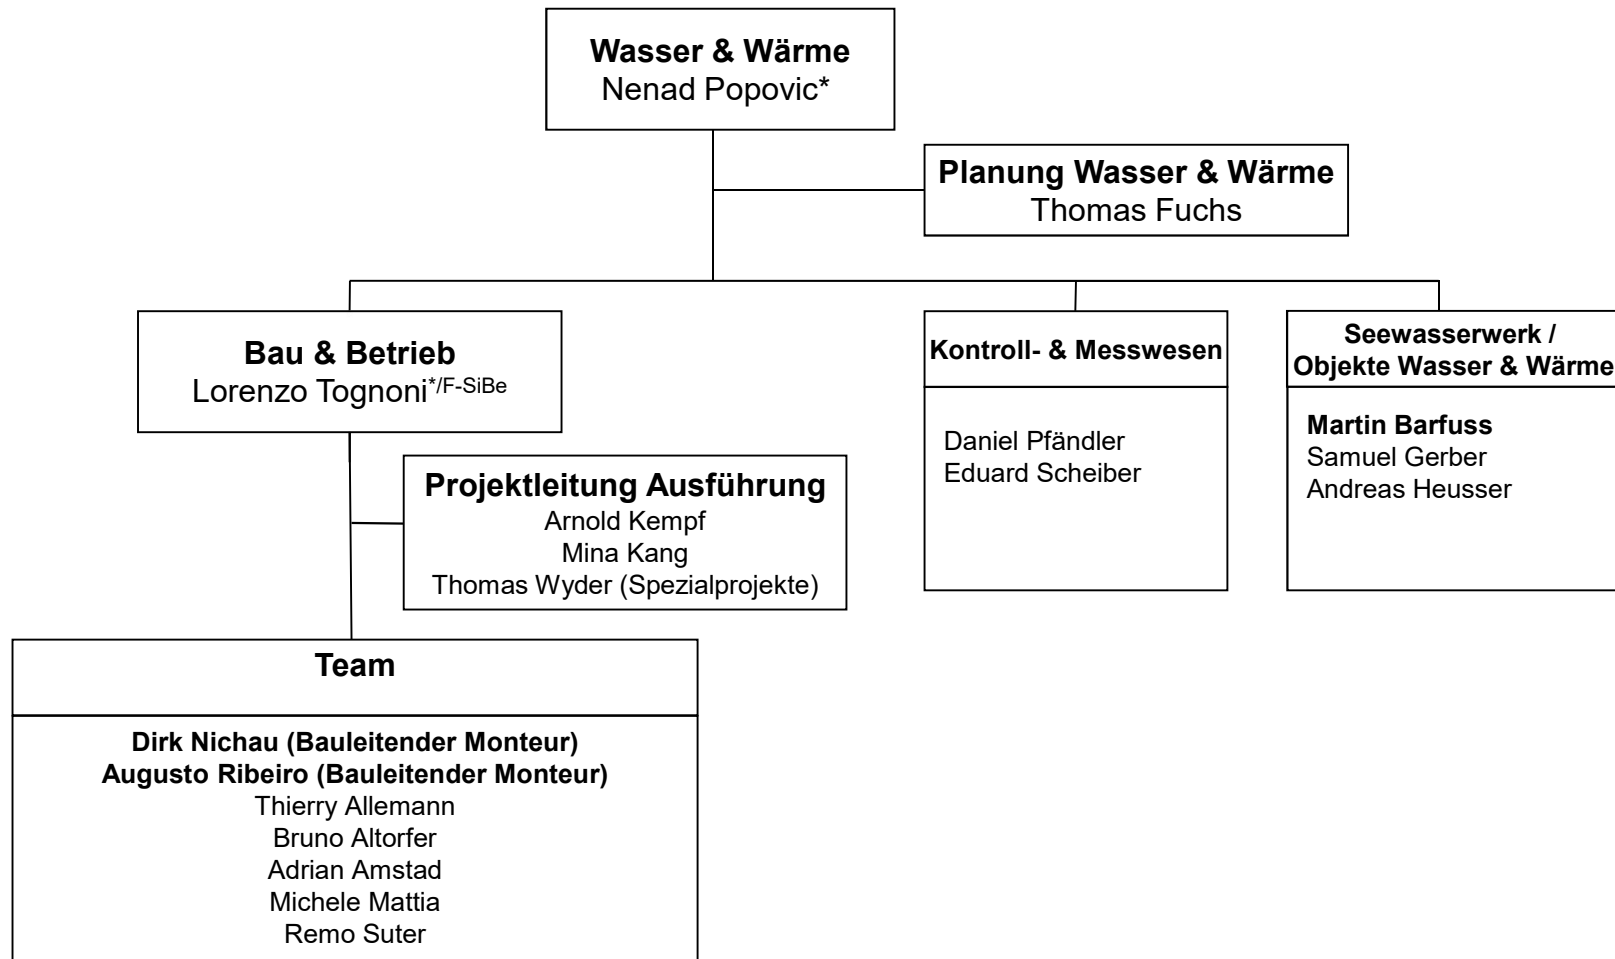 Wasser & Wärme
Nenad Popovic*
Planung Wasser & Wärme
Thomas Fuchs
Bau & Betrieb
Lorenzo Tognoni*/F-SiBe
Projektleitung Ausführung
Arnold Kempf
Mina Kang
Thomas Wyder (Spezialprojekte)
Team
Dirk Nichau (Bauleitender Monteur)
Augusto Ribeiro (Bauleitender Monteur)
Thierry Allemann
Bruno Altorfer
Adrian Amstad
Michele Mattia
Remo Suter
Kontroll- & Messwesen
Daniel Pfändler
Eduard Scheiber
Seewasserwerk /
Objekte Wasser & Wärme
Martin Barfuss
Samuel Gerber
Andreas Heusser